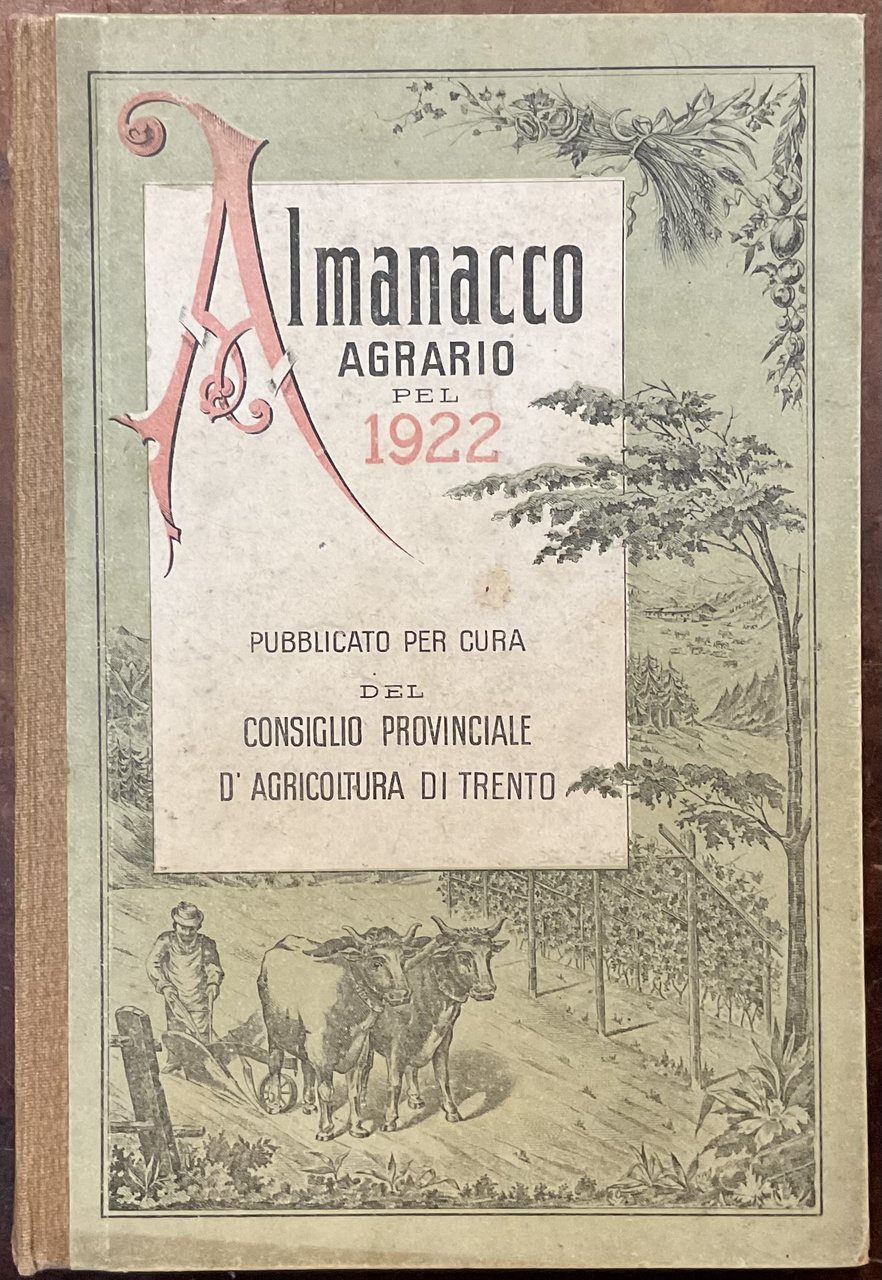 Almanacco
AGRARIO
PEL
1922
PUBBLICATO PER CURA
DEL
CONSIGLIO PROVINCIALE
D' AGRICOLTURA DI TRENTO